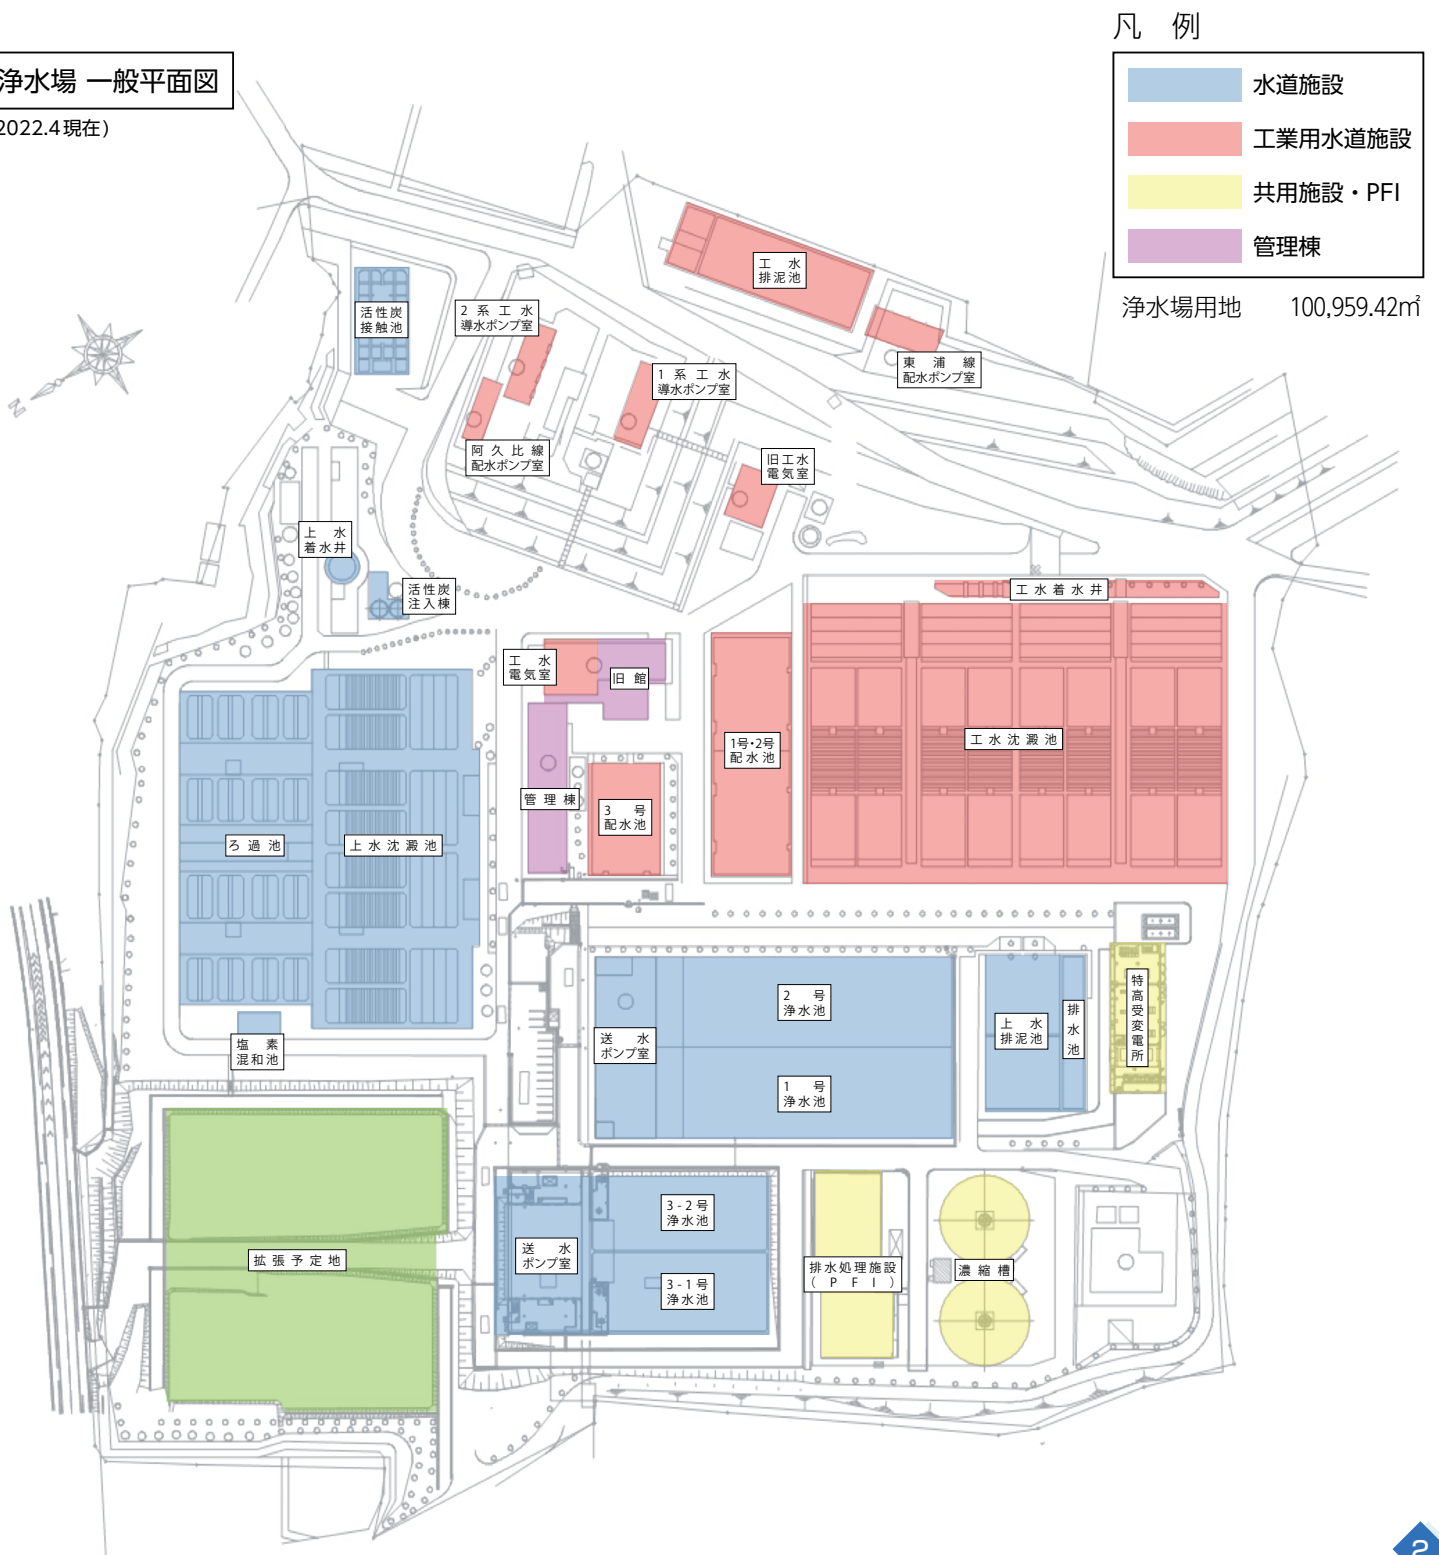 浄水場 一般平面図
2022.4現在)
凡 例
水道施設
工業用水道施設
共用施設・PFI
管理棟
浄水場用地 100,959.42㎡
工 水
排泥池
活性炭
接触池
2 系 工 水
導水ポンプ室
東 浦 線
配水ポンプ室
1 系 工 水
導水ポンプ室
阿 久 比 線
配水ポンプ室
旧工水
電気室
上 水
着水井
活性炭
注入棟
工 水 着 水 井
工 水
電気室
旧 館
1号・2号
配水池
工 水 沈 澱 池
管 理 棟
3 号
配水池
ろ 過 池
上 水 沈 澱 池
2 号
浄水池
特高受変電所
上 水
排泥池
排水池
送 水
ポンプ室
塩 素
混和池
1 号
浄水池
3-2号
浄水池
拡 張 予 定 地
送 水
ポンプ室
排水処理施設
( P F I )
濃 縮 槽
3-1号
浄水池
N
2